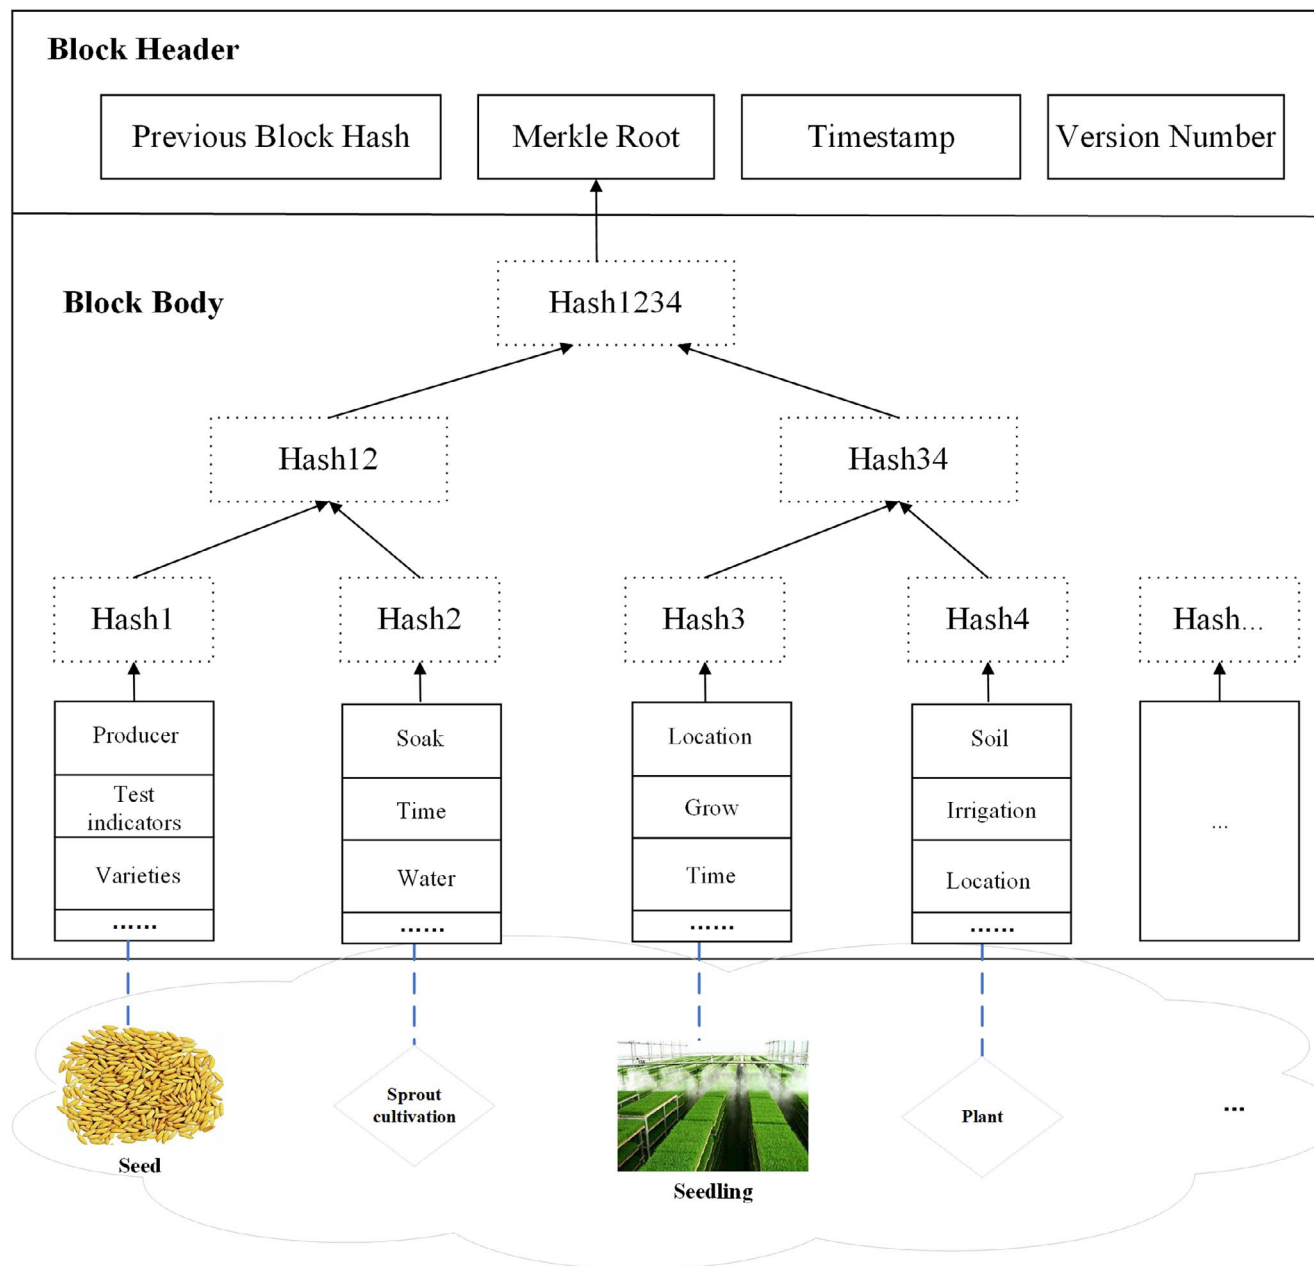 Block Header
Previous Block Hash
Merkle Root
Timestamp
Version Number
Block Body
Hash1234
Hash12
Hash34
Hash1
Hash2
Hash3
Hash4
Hash...
Producer
Test
indicators
Varieties
......
Soak
Time
Water
......
Location
Grow
Time
......
Soil
Irrigation
Location
......
...
Seed
Sprout
cultivation
Seedling
Plant
...